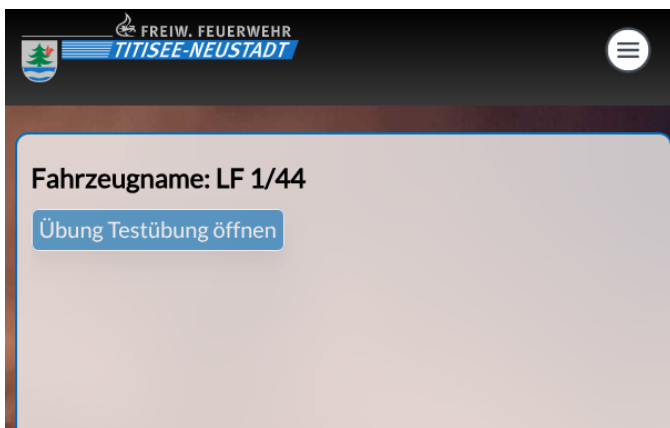 FREIW. FEUERWEHR
TITISEE-NEUSTADT
Fahrzeugname: LF 1/44
Übung Testübung öffnen